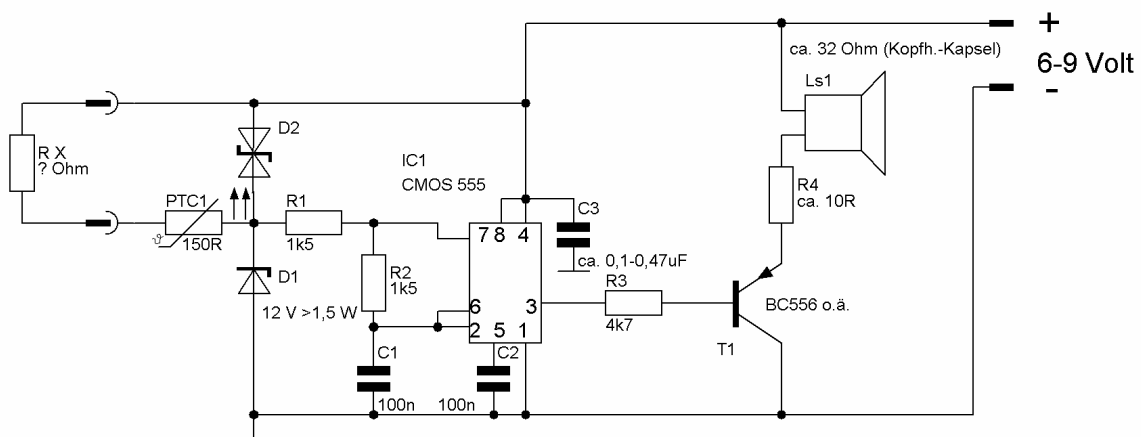 +
ca. 32 Ohm (Kopfh.-Kapsel)
6-9 Volt
-
Ls1
D2
R X
? Ohm
IC1
CMOS 555
PTC1
R1
R4
ca. 10R
C3
ϑ
150R
1k5
7 8 4
ca. 0,1-0,47uF
D1
R2
1k5
R3
12 V >1,5 W
6
3
BC556 o.ä.
2 5 1
4k7
T1
C1
C2
100n
100n